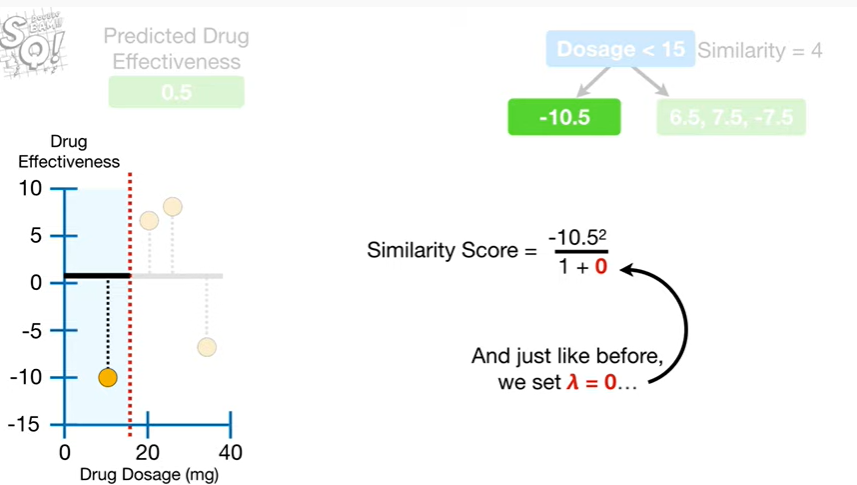 SQ!
Predicted Drug
Effectiveness
0.5
Dosage < 15 Similarity = 4
-10.5
6.5, 7.5, -7.5
Drug
Effectiveness
10
5
0
-5
-10
-15
0 20 40
Drug Dosage (mg)
Similarity Score = -10.5²
1 + 0
And just like before,
we set λ = 0…